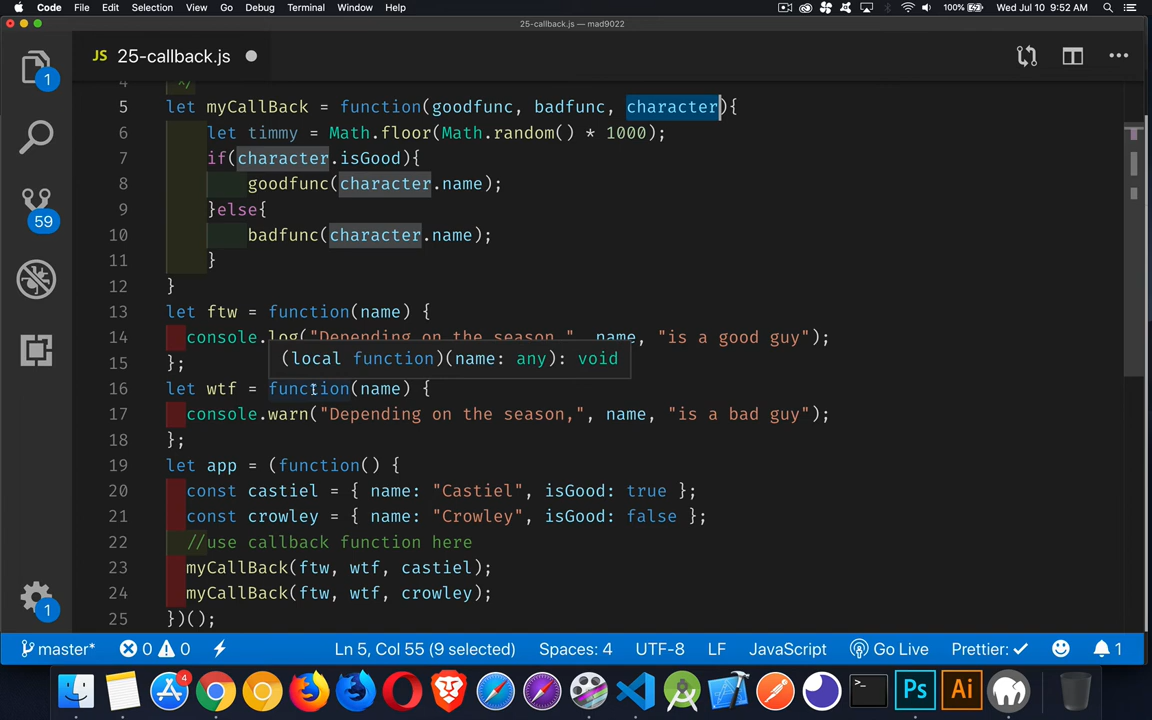 Code File Edit Selection View Go Debug Terminal Window Help 100% Wed Jul 10 9:52 AM
25-callback.js — mad9022
JS 25-callback.js
1
59
1
4 */
5 let myCallBack = function(goodfunc, badfunc, character){
6 let timmy = Math.floor(Math.random() * 1000);
7 if(character.isGood){
8 goodfunc(character.name);
9 }else{
10 badfunc(character.name);
11 }
12 }
13 let ftw = function(name) {
14 console.log("Depending on the season,", name, "is a good guy");
(local function)(name: any): void
15 };
16 let wtf = function(name) {
17 console.warn("Depending on the season,", name, "is a bad guy");
18 };
19 let app = (function() {
20 const castiel = { name: "Castiel", isGood: true };
21 const crowley = { name: "Crowley", isGood: false };
22 //use callback function here
23 myCallBack(ftw, wtf, castiel);
24 myCallBack(ftw, wtf, crowley);
25 })();
master* 0 0 Ln 5, Col 55 (9 selected) Spaces: 4 UTF-8 LF JavaScript Go Live Prettier: ✓ 1
4 >_ Ps Ai